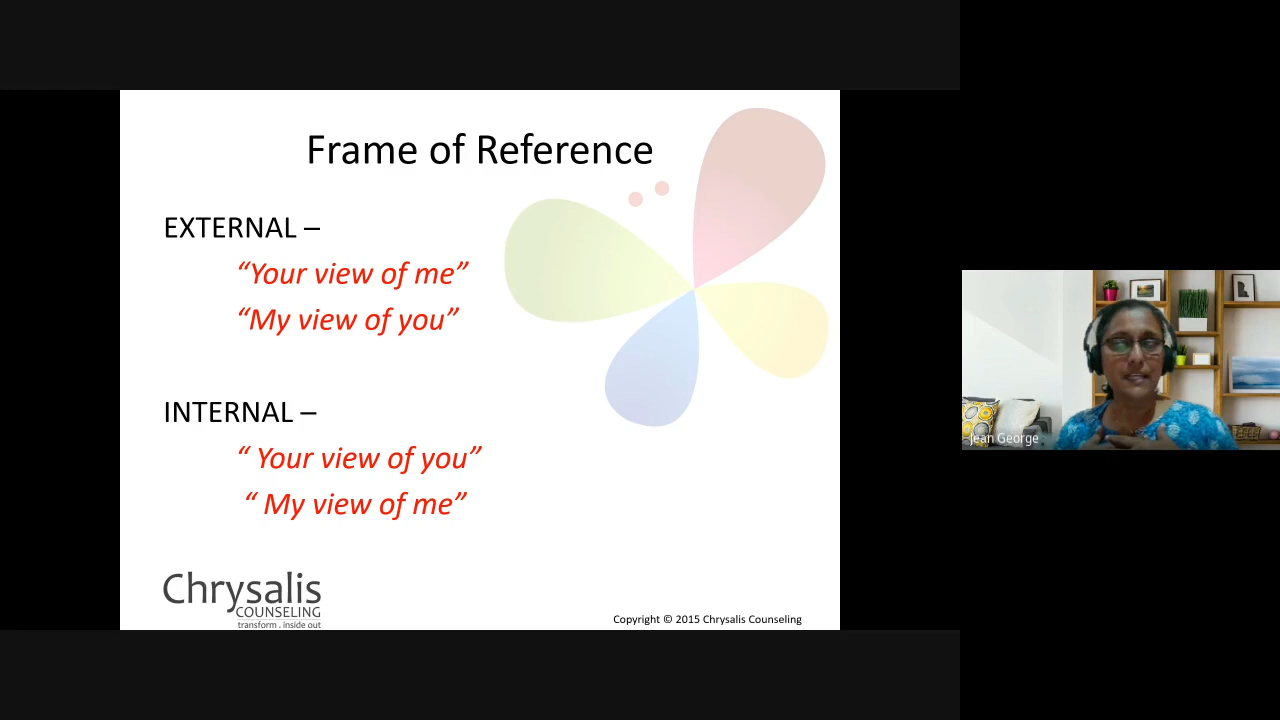 Frame of Reference
EXTERNAL –
“Your view of me”
“My view of you”
INTERNAL –
“ Your view of you”
“ My view of me”
Chrysalis
COUNSELING
transform . inside out
Copyright © 2015 Chrysalis Counseling
Jean George